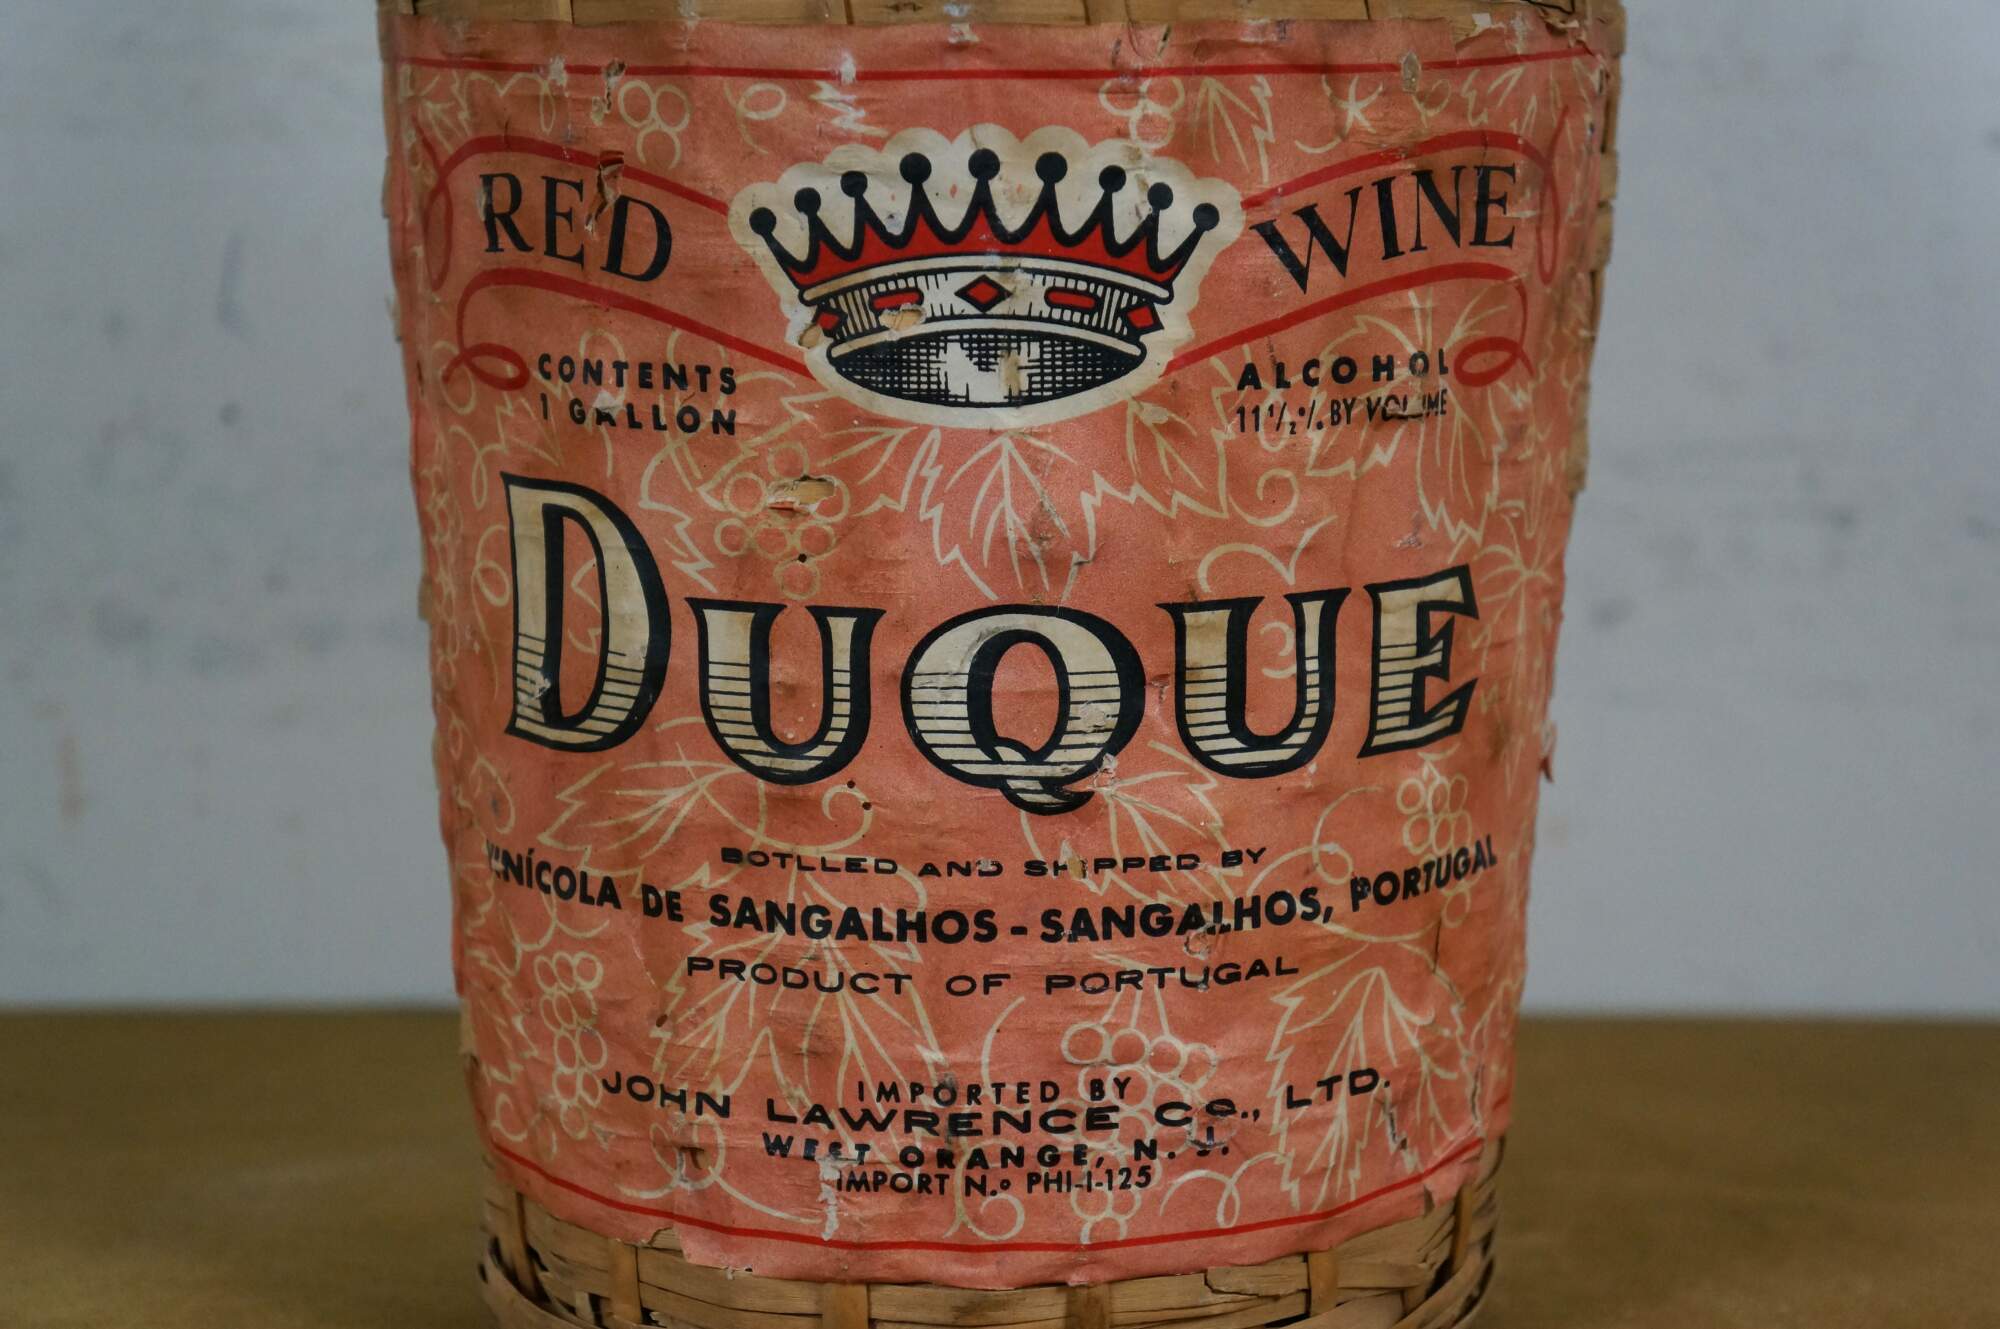 RED WINE
CONTENTS
1 GALLON
ALCOHOL
11 1/2 % BY VOLUME
DUQUE
BOTLLED AND SHIPPED BY
VINÍCOLA DE SANGALHOS - SANGALHOS, PORTUGAL
PRODUCT OF PORTUGAL
IMPORTED BY
JOHN LAWRENCE CO., LTD.
WEST ORANGE, N. J.
IMPORT N.º PHI-I-125